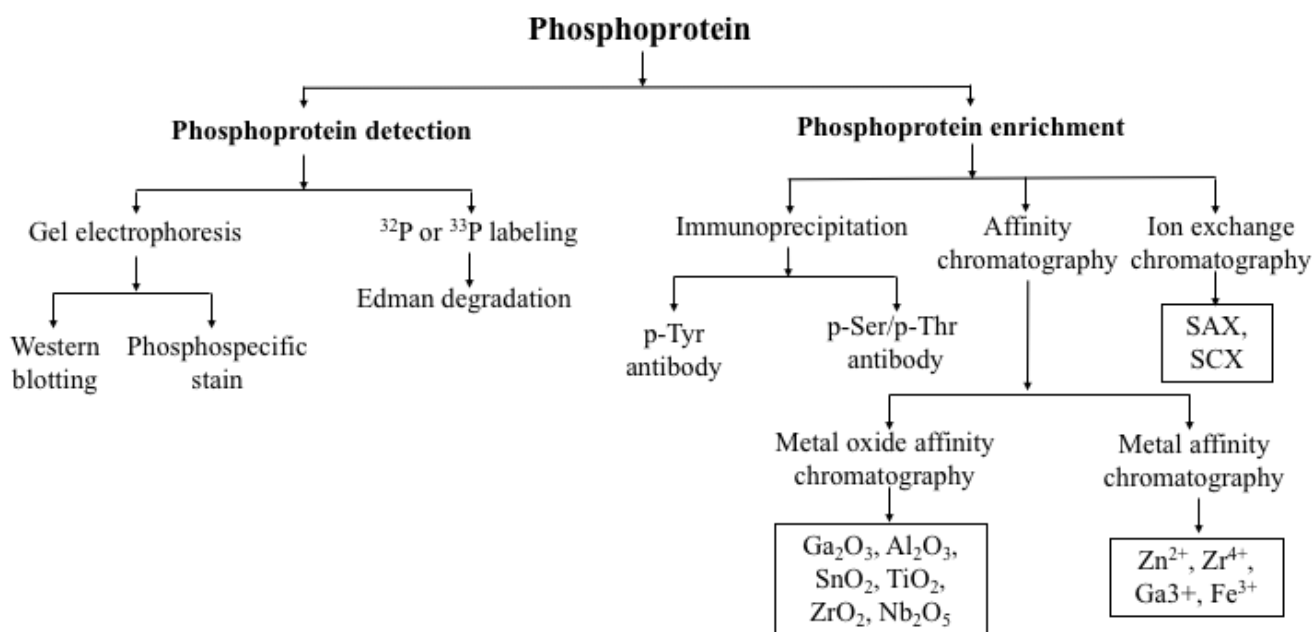 Phosphoprotein
Phosphoprotein detection
Phosphoprotein enrichment
Gel electrophoresis
³²P or ³³P labeling
Immunoprecipitation
Affinity
chromatography
Ion exchange
chromatography
Edman degradation
Western
blotting
Phosphospecific
stain
p-Tyr
antibody
p-Ser/p-Thr
antibody
SAX,
SCX
Metal oxide affinity
chromatography
Metal affinity
chromatography
Ga₂O₃, Al₂O₃,
SnO₂, TiO₂,
ZrO₂, Nb₂O₅
Zn²⁺, Zr⁴⁺,
Ga3+, Fe³⁺